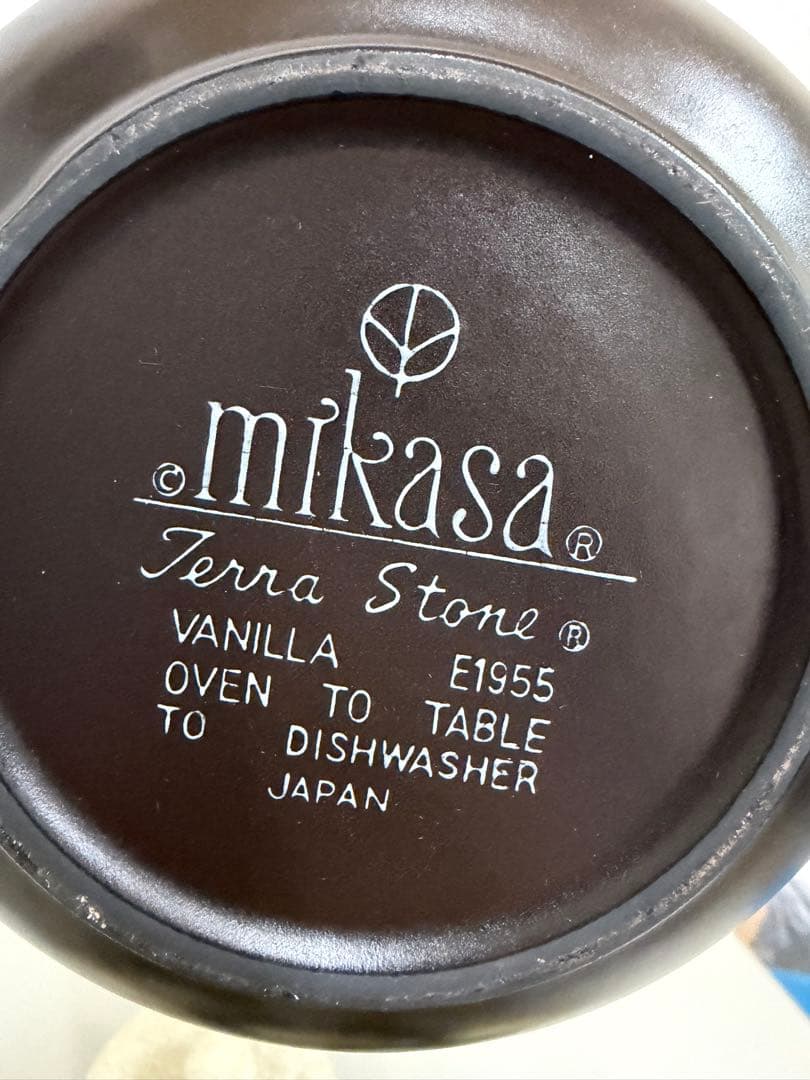 © mikasa ®
Terra Stone ®
VANILLA E1955
OVEN TO TABLE
TO DISHWASHER
JAPAN